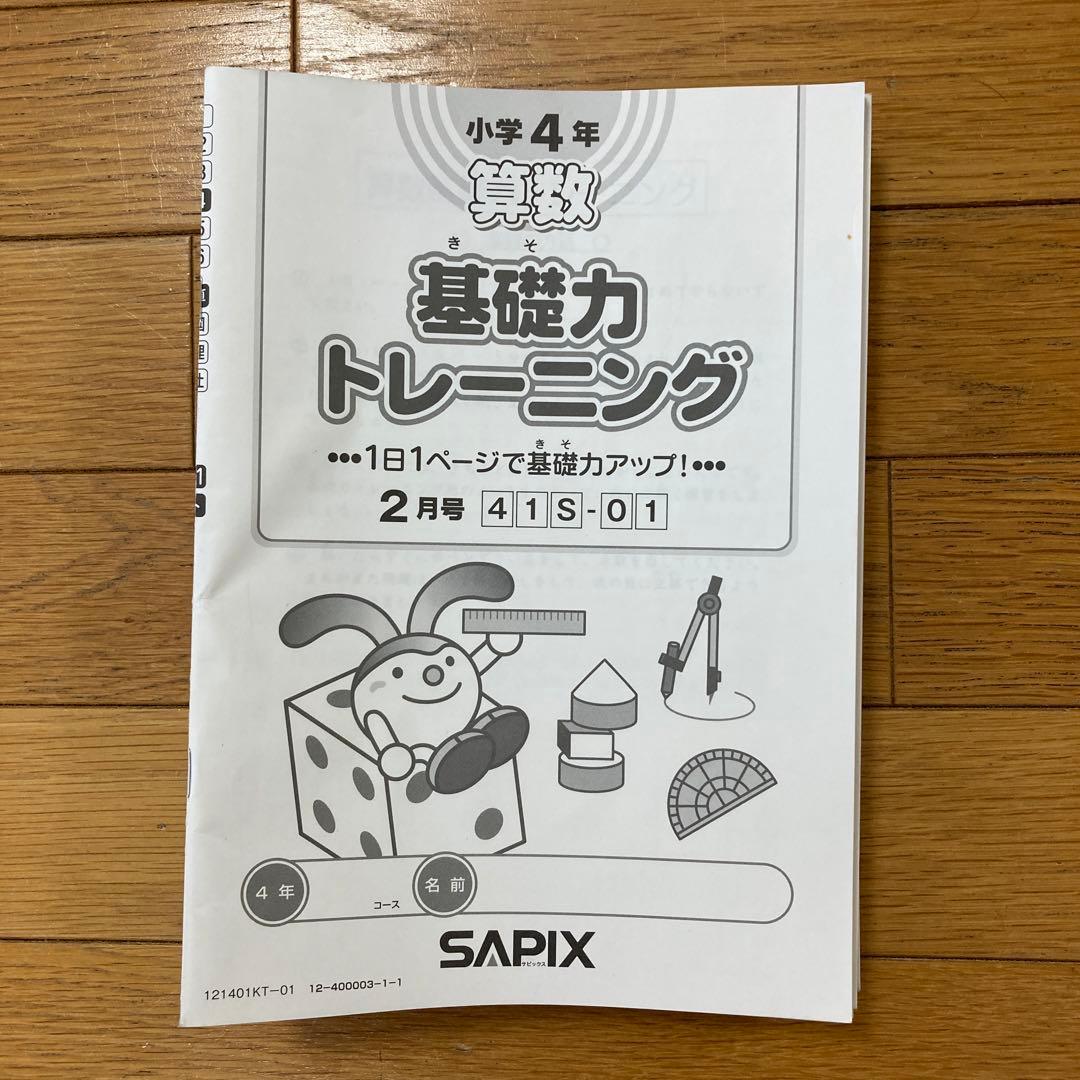 小学4年
算数
きそ
基礎力
トレーニング
•••1日1ページで基礎力アップ!•••
きそ
2月号 41S-01
4年
コース
名前
SAPIX
サピックス
121401KT-01 12-400003-1-1